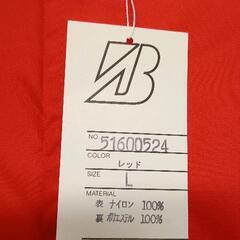 NO 51600524
COLOR
レッド
SIZE
L
MATERIAL
表 ナイロン 100%
裏 ポリエステル 100%